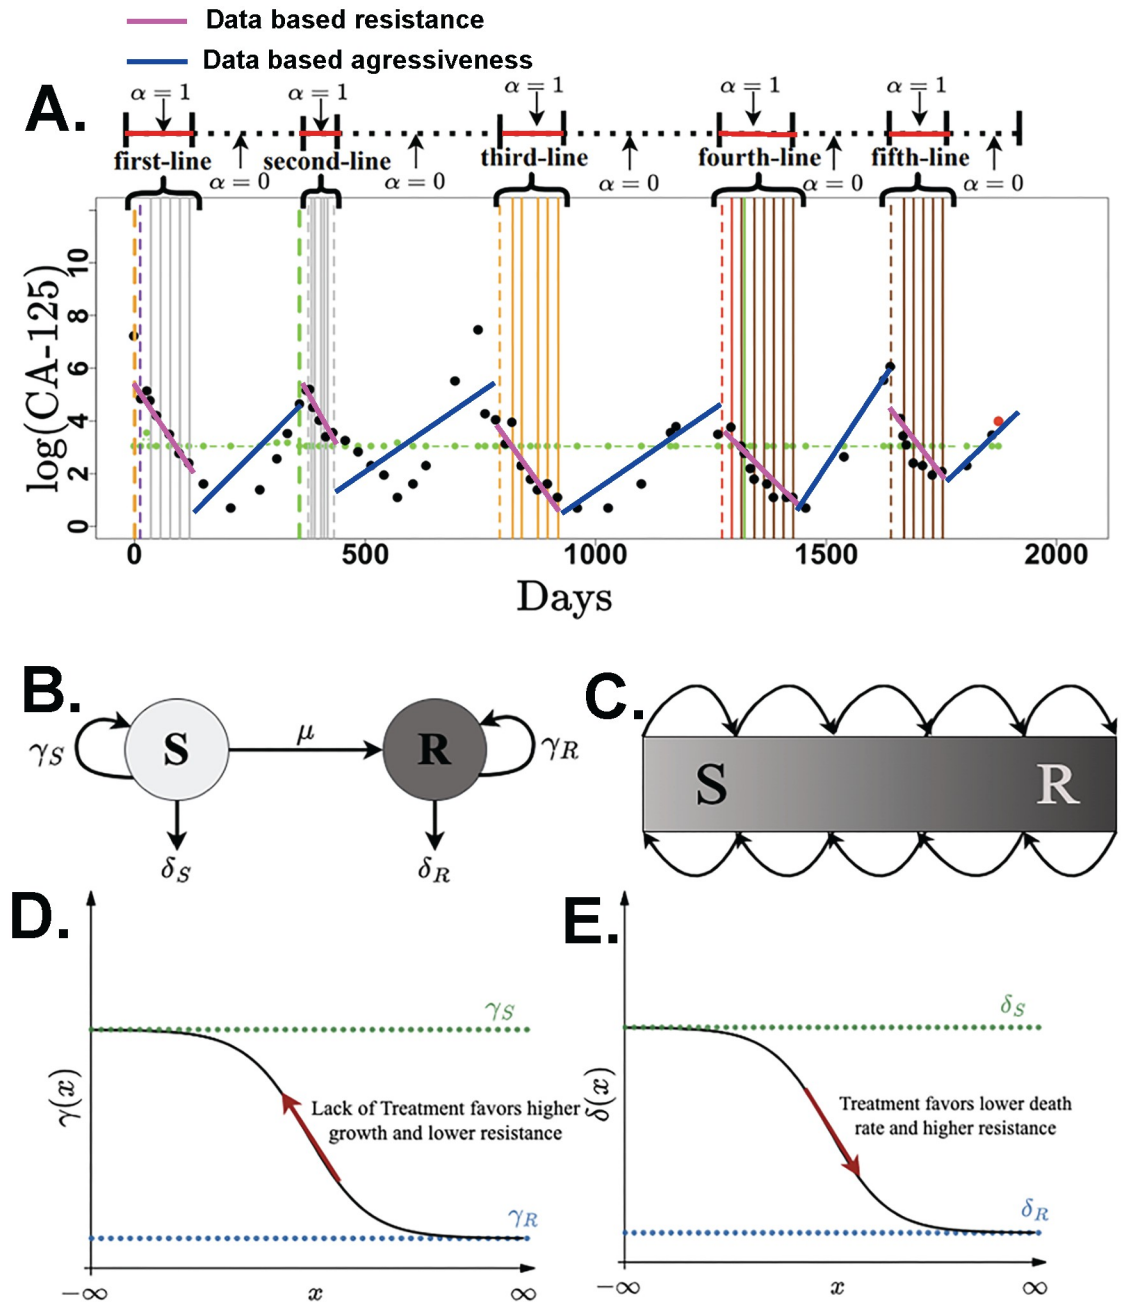 Data based resistance
Data based agressiveness
A.
α = 1 α = 1 α = 1 α = 1 α = 1
first-line second-line third-line fourth-line fifth-line
α = 0 α = 0 α = 0 α = 0 α = 0
log(CA-125)
10
8
6
4
2
0
0 500 1000 1500 2000
Days
B.
γS S μ R γR
δS δR
C.
S R
D.
γ(x)
γS
Lack of Treatment favors higher
growth and lower resistance
γR
−∞ x ∞
E.
δ(x)
δS
Treatment favors lower death
rate and higher resistance
δR
−∞ x ∞